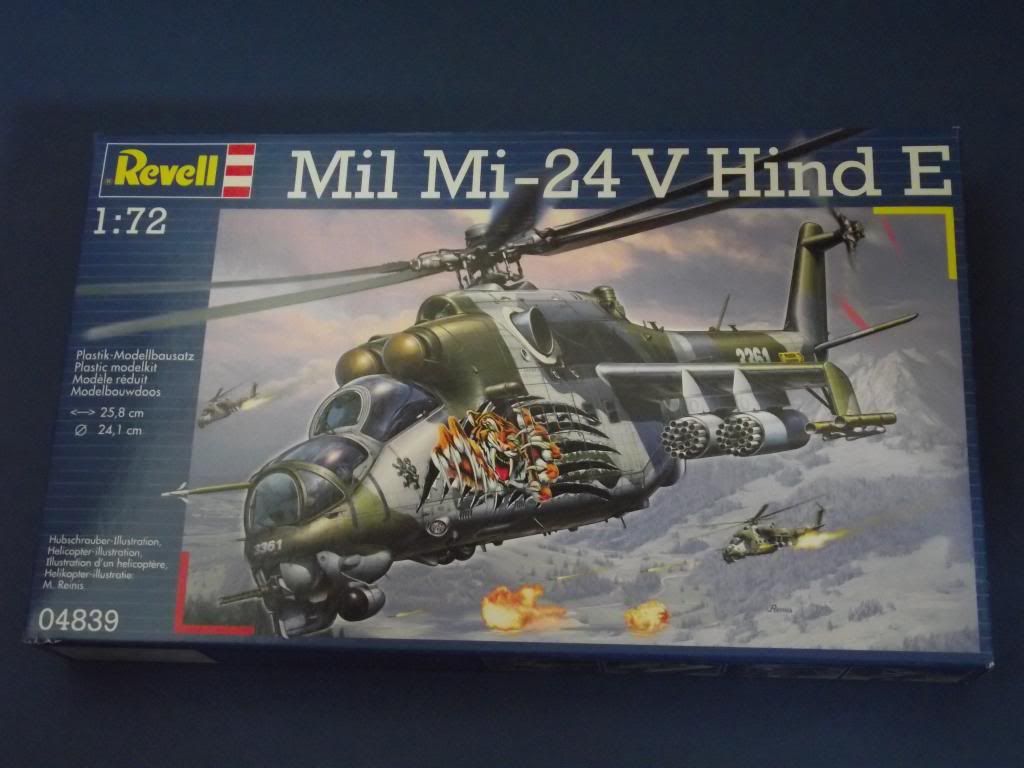 Revell
Mil Mi-24 V Hind E
1:72
Plastik-Modellbausatz
Plastic modelkit
Modèle réduit
Modelbouwdoos
25,8 cm
Ø 24,1 cm
3361
3361
Hubschrauber-Illustration,
Helicopter-illustration,
Illustration d'un helicoptère,
Helikopter-illustratie:
M. Reinis
04839